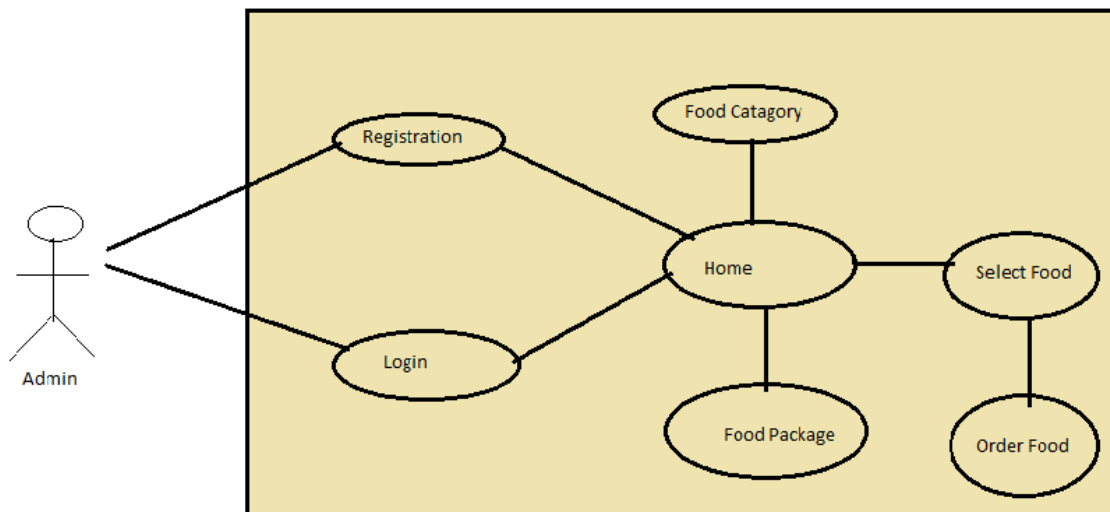 Food Catagory
Registration
Home
Select Food
Login
Admin
Food Package
Order Food